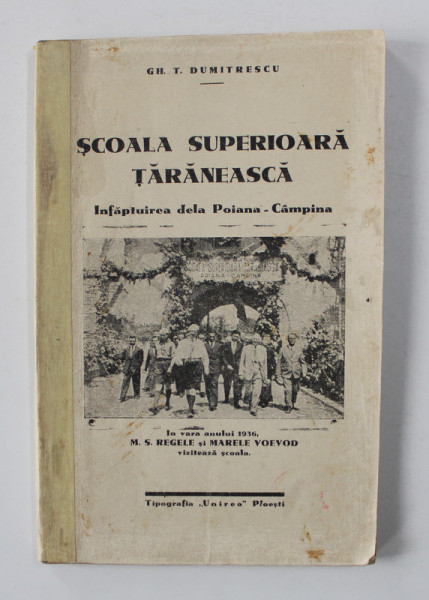 GH. T. DUMITRESCU
ȘCOALA SUPERIOARĂ
ȚĂRĂNEASCĂ
Infăptuirea dela Poiana - Câmpina
POIANA-CAMPINA
In vara anului 1936,
M. S. REGELE și MARELE VOEVOD
vizitează școala.
Tipografia „Unirea" Ploești